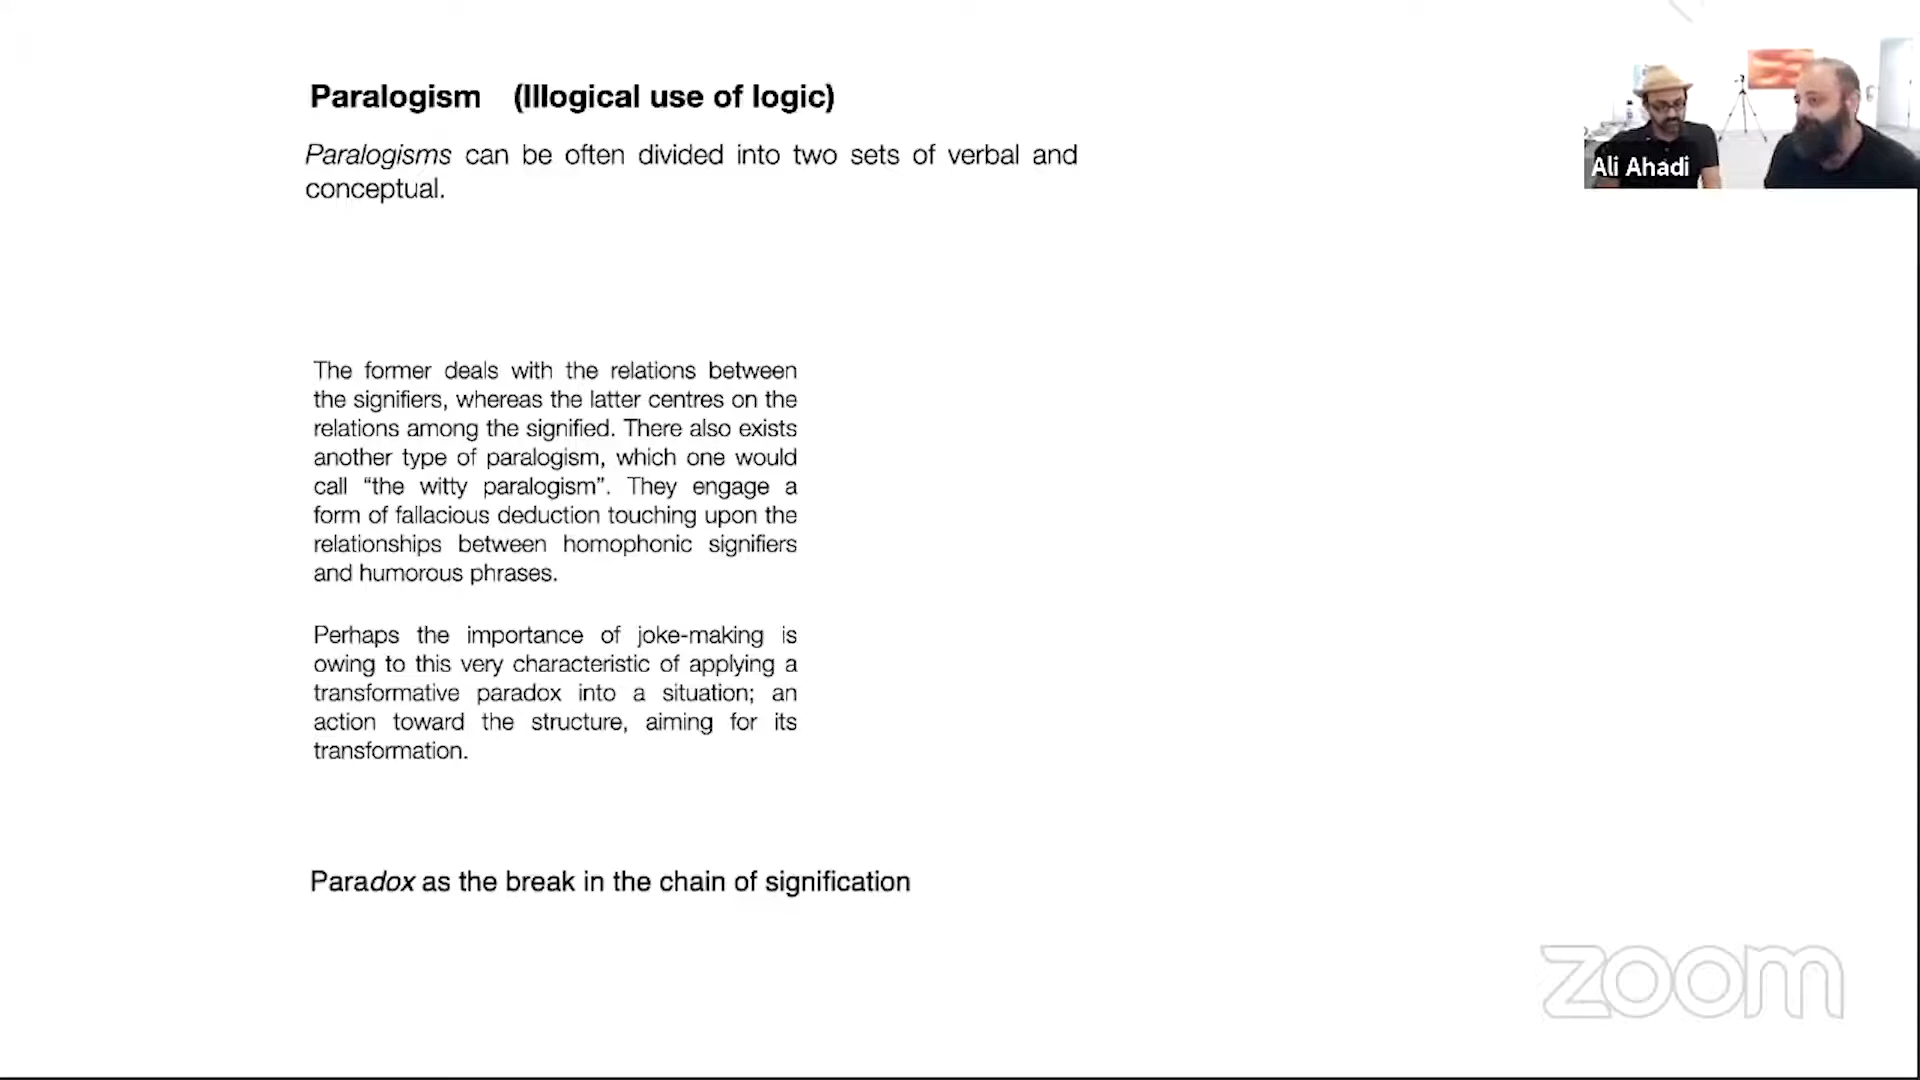 Paralogism (Illogical use of logic)
Paralogisms can be often divided into two sets of verbal and
conceptual.
Ali Ahadi
The former deals with the relations between
the signifiers, whereas the latter centres on the
relations among the signified. There also exists
another type of paralogism, which one would
call “the witty paralogism”. They engage a
form of fallacious deduction touching upon the
relationships between homophonic signifiers
and humorous phrases.
Perhaps the importance of joke-making is
owing to this very characteristic of applying a
transformative paradox into a situation; an
action toward the structure, aiming for its
transformation.
Paradox as the break in the chain of signification
zoom